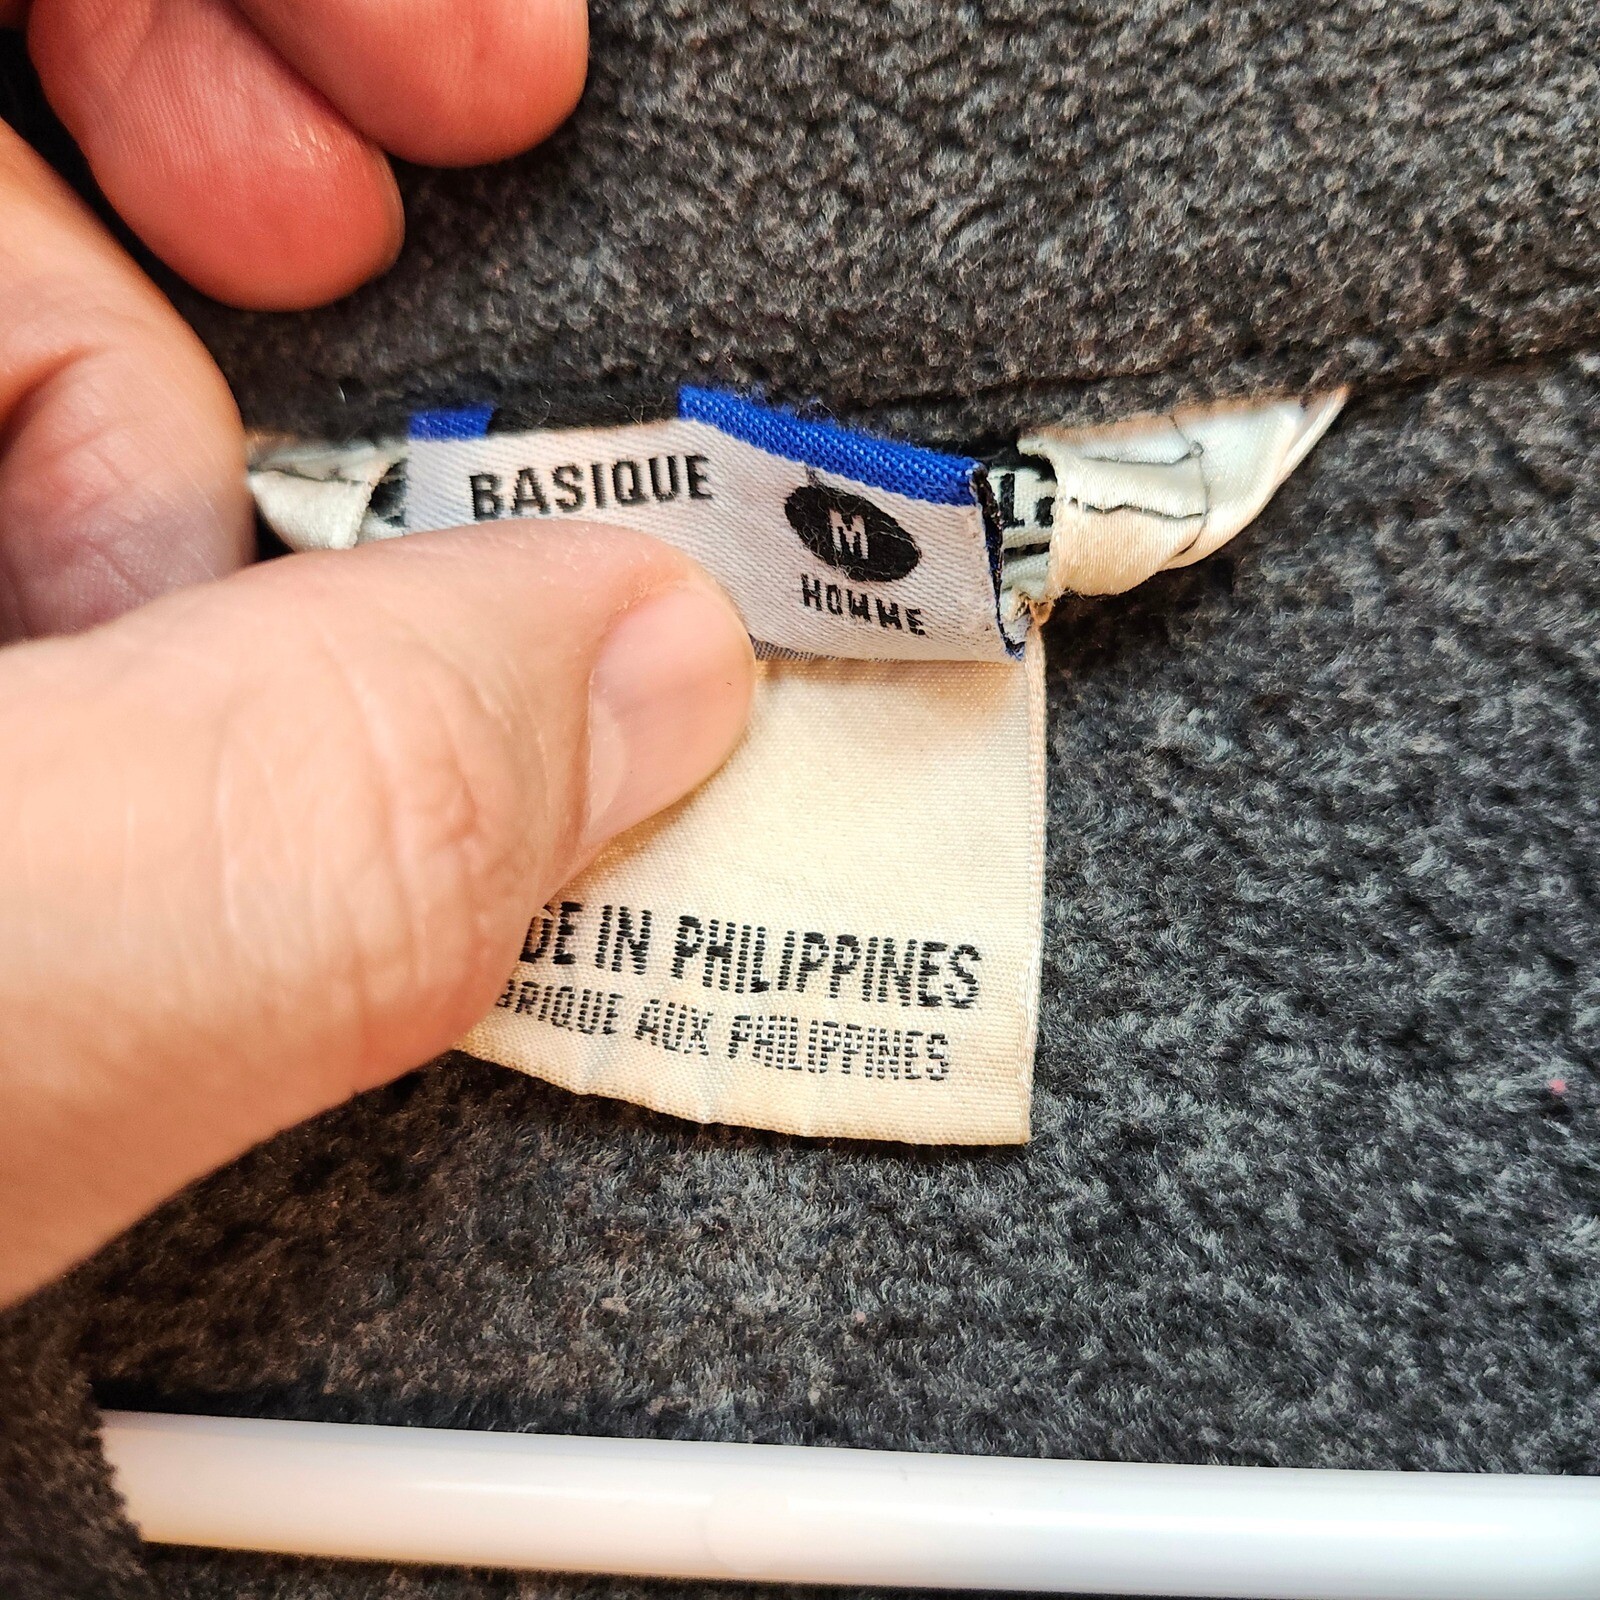 BASIQUE
M
HOMME
DE IN PHILIPPINES
BRIQUE AUX PHILIPPINES